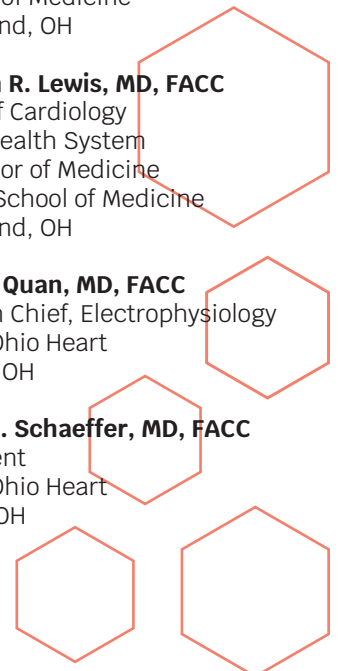 of Medicine
nd, OH
R. Lewis, MD, FACC
f Cardiology
ealth System
or of Medicine
School of Medicine
nd, OH
Quan, MD, FACC
Chief, Electrophysiology
Ohio Heart
OH
. Schaeffer, MD, FACC
ent
Ohio Heart
OH